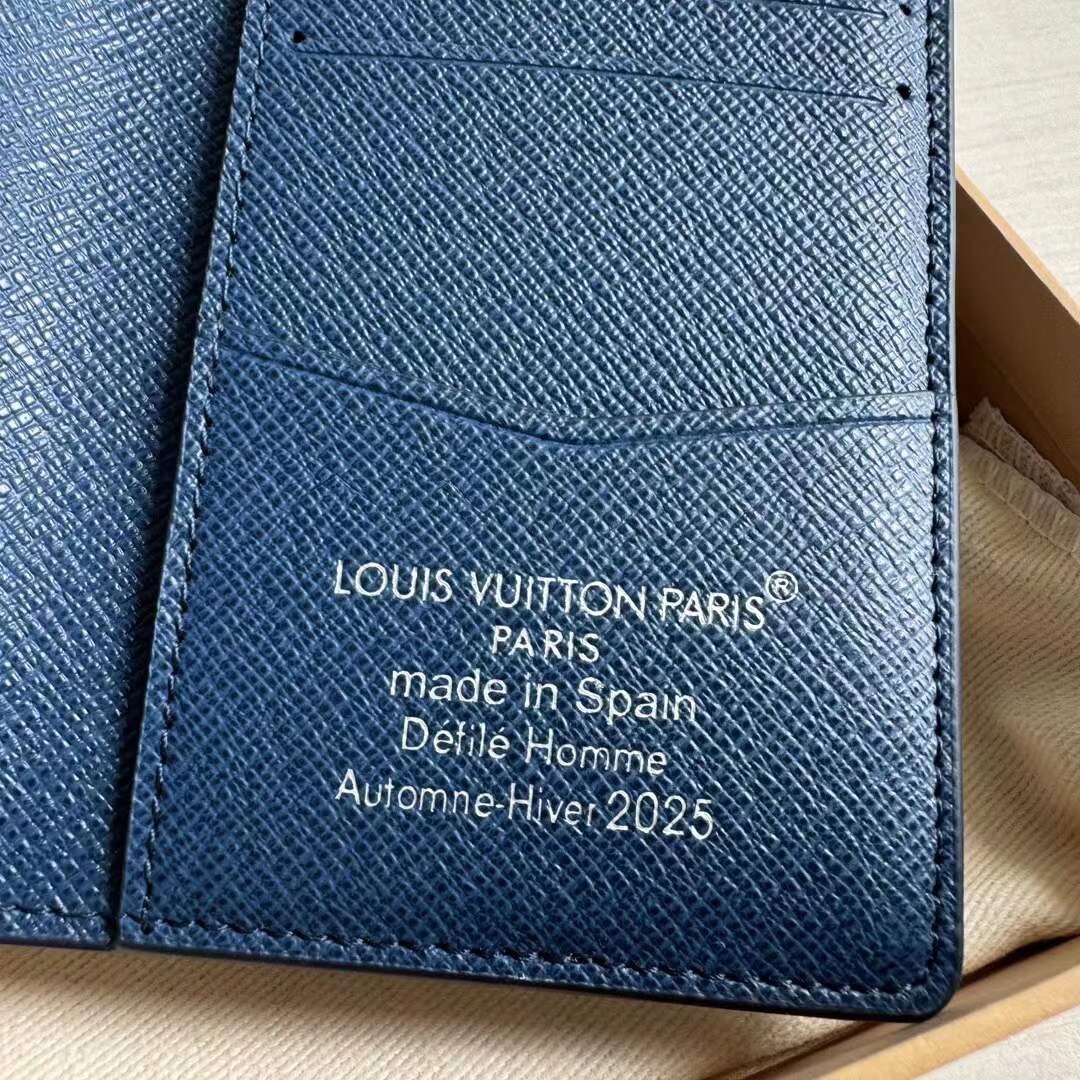 LOUIS VUITTON PARIS®
PARIS
made in Spain
Défilé Homme
Automne-Hiver 2025